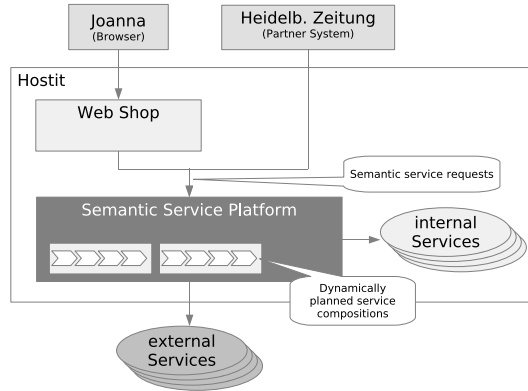 Joanna
(Browser)
Heidelb. Zeitung
(Partner System)
Hostit
Web Shop
Semantic service requests
Semantic Service Platform
internal
Services
Dynamically
planned service
compositions
external
Services